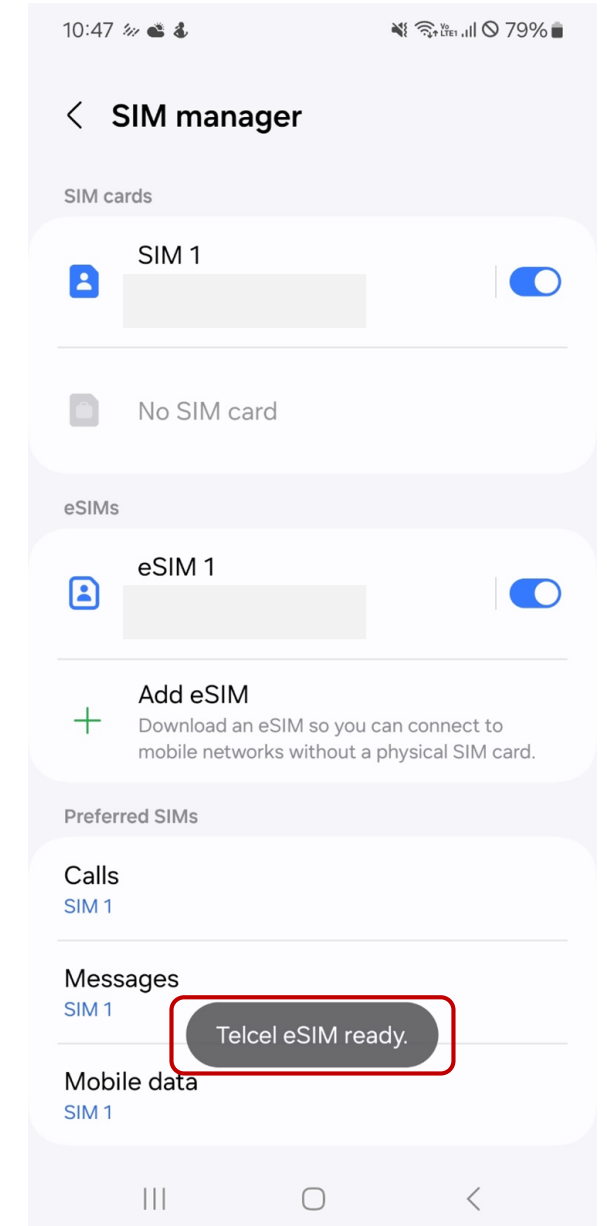 10:47 79%
SIM manager
SIM cards
SIM 1
No SIM card
eSIMs
eSIM 1
Add eSIM
Download an eSIM so you can connect to
mobile networks without a physical SIM card.
Preferred SIMs
Calls
SIM 1
Messages
SIM 1
Telcel eSIM ready.
Mobile data
SIM 1